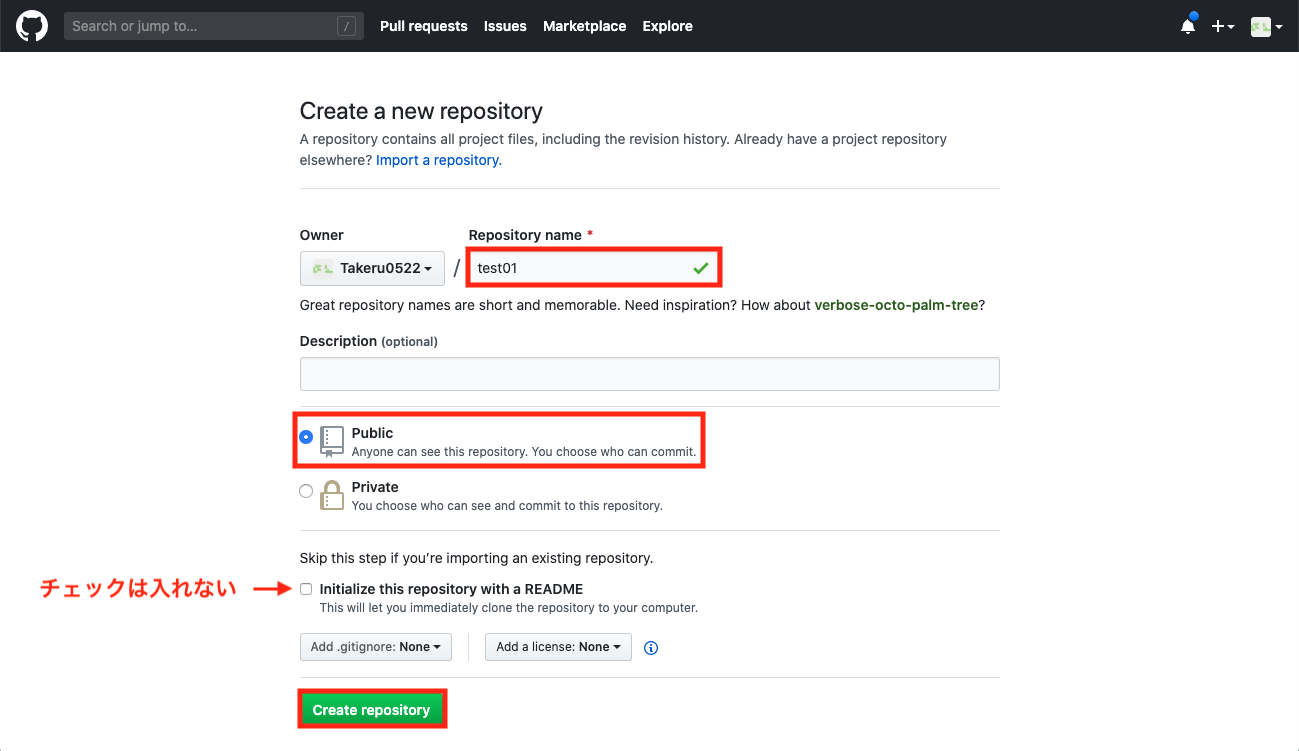 Search or jump to... /
Pull requests Issues Marketplace Explore
Create a new repository
A repository contains all project files, including the revision history. Already have a project repository
elsewhere? Import a repository.
Owner Repository name *
Takeru0522 / test01
Great repository names are short and memorable. Need inspiration? How about verbose-octo-palm-tree?
Description (optional)
Public
Anyone can see this repository. You choose who can commit.
Private
You choose who can see and commit to this repository.
Skip this step if you’re importing an existing repository.
チェックは入れない Initialize this repository with a README
This will let you immediately clone the repository to your computer.
Add .gitignore: None Add a license: None
Create repository